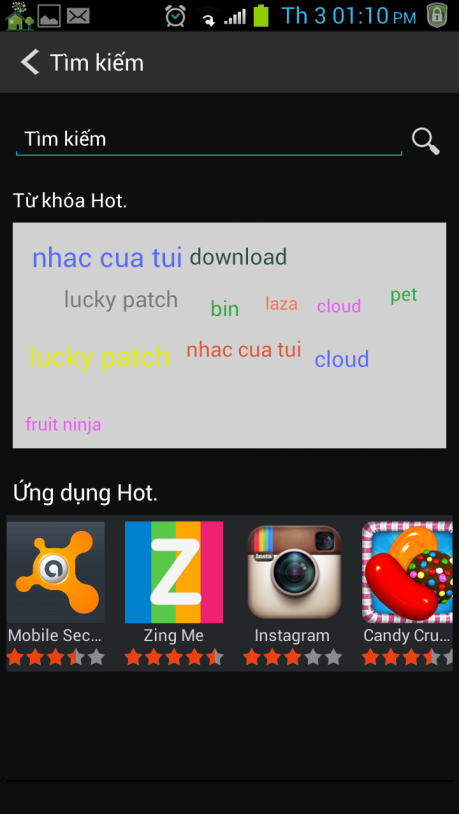 Th 3 01:10 PM
Tìm kiếm
Tìm kiếm
Từ khóa Hot.
nhac cua tui download
lucky patch bin laza cloud pet
lucky patch nhac cua tui cloud
fruit ninja
Ứng dụng Hot.
a Z Insta
Mobile Sec... Zing Me Instagram Candy Cru...